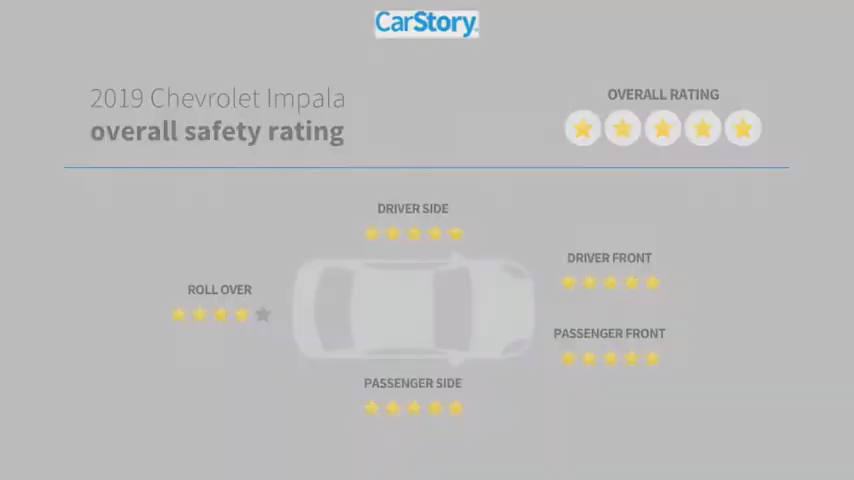 CarStory
2019 Chevrolet Impala
overall safety rating
OVERALL RATING
DRIVER SIDE
DRIVER FRONT
ROLL OVER
PASSENGER FRONT
PASSENGER SIDE